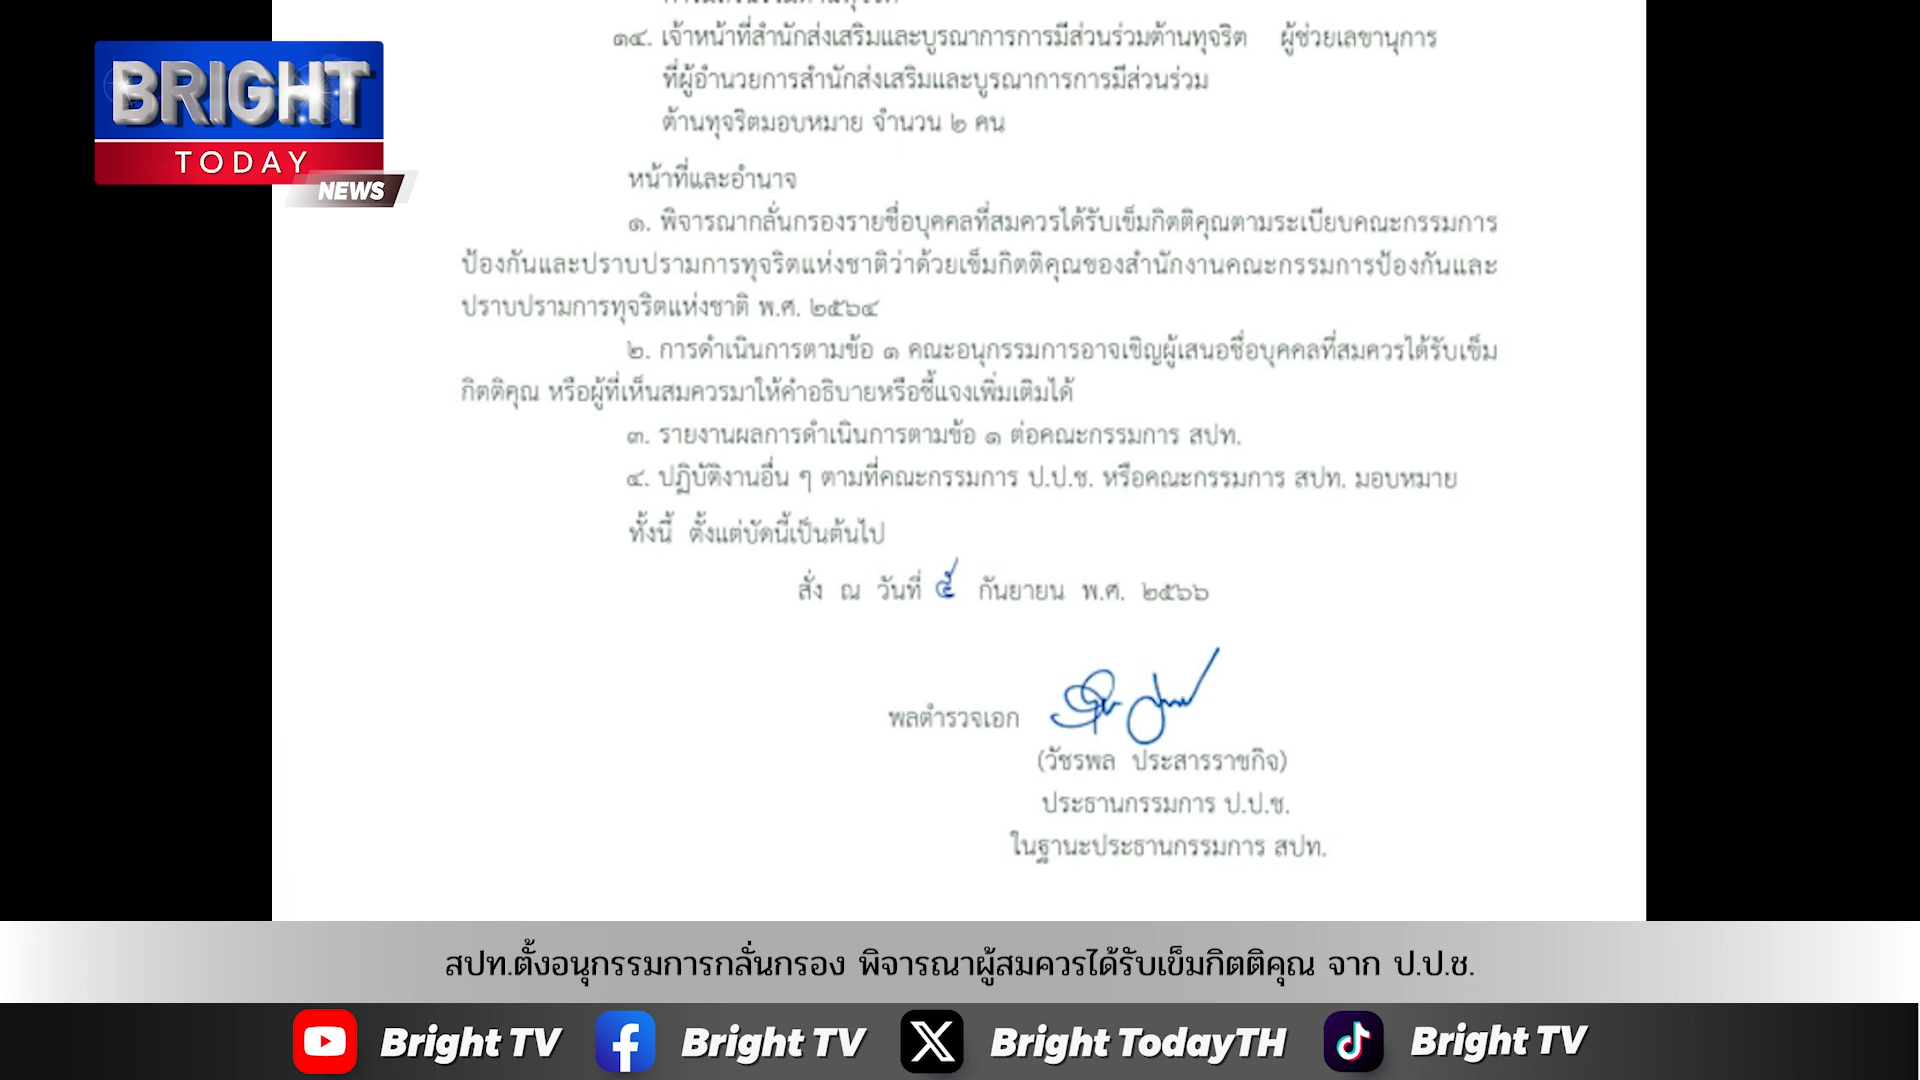 ๑๔. เจ้าหน้าที่สำนักส่งเสริมและบูรณาการการมีส่วนร่วมต้านทุจริต ผู้ช่วยเลขานุการ
ที่ผู้อำนวยการสำนักส่งเสริมและบูรณาการการมีส่วนร่วม
ต้านทุจริตมอบหมาย จำนวน ๒ คน
BRIGHT
TODAY
NEWS
หน้าที่และอำนาจ
๑. พิจารณากลั่นกรองรายชื่อบุคคลที่สมควรได้รับเข็มกิตติคุณตามระเบียบคณะกรรมการ
ป้องกันและปราบปรามการทุจริตแห่งชาติว่าด้วยเข็มกิตติคุณของสำนักงานคณะกรรมการป้องกันและ
ปราบปรามการทุจริตแห่งชาติ พ.ศ. ๒๕๖๔
๒. การดำเนินการตามข้อ ๑ คณะอนุกรรมการอาจเชิญผู้เสนอชื่อบุคคลที่สมควรได้รับเข็ม
กิตติคุณ หรือผู้ที่เห็นสมควรมาให้คำอธิบายหรือชี้แจงเพิ่มเติมได้
๓. รายงานผลการดำเนินการตามข้อ ๑ ต่อคณะกรรมการ สปท.
๔. ปฏิบัติงานอื่น ๆ ตามที่คณะกรรมการ ป.ป.ช. หรือคณะกรรมการ สปท. มอบหมาย
ทั้งนี้ ตั้งแต่บัดนี้เป็นต้นไป
สั่ง ณ วันที่ ๕ กันยายน พ.ศ. ๒๕๖๖
พลตำรวจเอก
(วัชรพล ประสารราชกิจ)
ประธานกรรมการ ป.ป.ช.
ในฐานะประธานกรรมการ สปท.
สปท.ตั้งอนุกรรมการกลั่นกรอง พิจารณาผู้สมควรได้รับเข็มกิตติคุณ จาก ป.ป.ช.
Bright TV Bright TV Bright TodayTH Bright TV